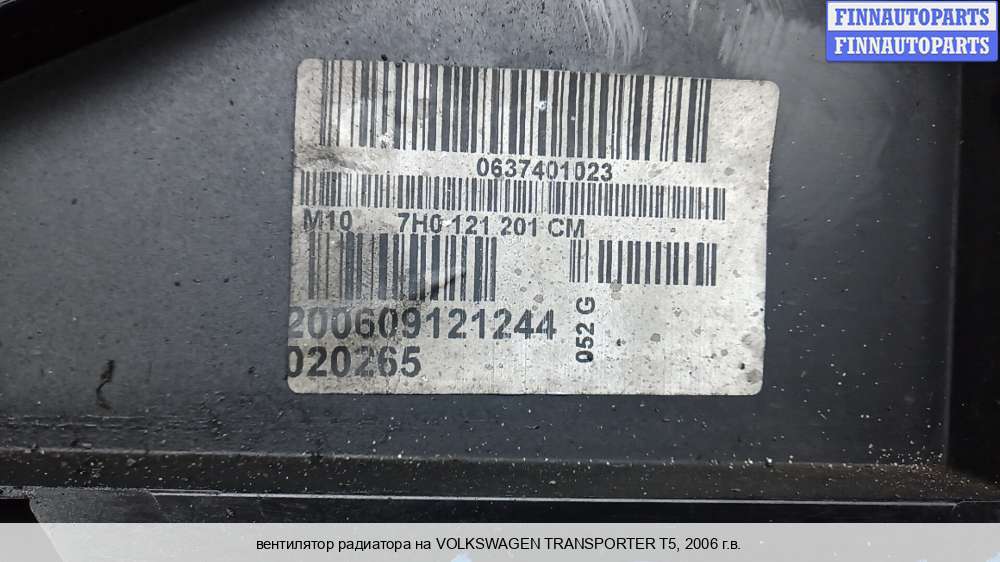 FINNAUTOPARTS
FINNAUTOPARTS
0637401023
M10 7H0 121 201 CM
200609121244
020265
052 G
вентилятор радиатора на VOLKSWAGEN TRANSPORTER T5, 2006 г.в.